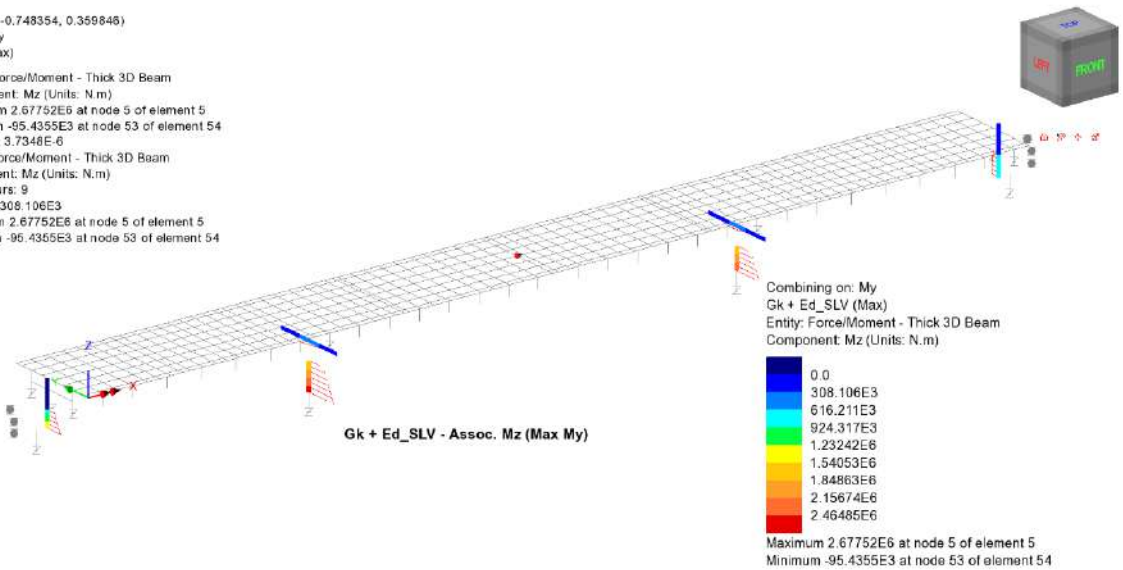 -0.748354, 0.359846)
y
ax)
orce/Moment - Thick 3D Beam
ent: Mz (Units: N.m)
m 2.67752E6 at node 5 of element 5
n -95.4355E3 at node 53 of element 54
3.7348E-6
orce/Moment - Thick 3D Beam
ent: Mz (Units: N.m)
urs: 9
308.106E3
m 2.67752E6 at node 5 of element 5
n -95.4355E3 at node 53 of element 54
TOP
LEFT
FRONT
Z
Z
Z
Z
Z
X
Z
Z
Z
Z
Gk + Ed_SLV - Assoc. Mz (Max My)
Combining on: My
Gk + Ed_SLV (Max)
Entity: Force/Moment - Thick 3D Beam
Component: Mz (Units: N.m)
0.0
308.106E3
616.211E3
924.317E3
1.23242E6
1.54053E6
1.84863E6
2.15674E6
2.46485E6
Maximum 2.67752E6 at node 5 of element 5
Minimum -95.4355E3 at node 53 of element 54